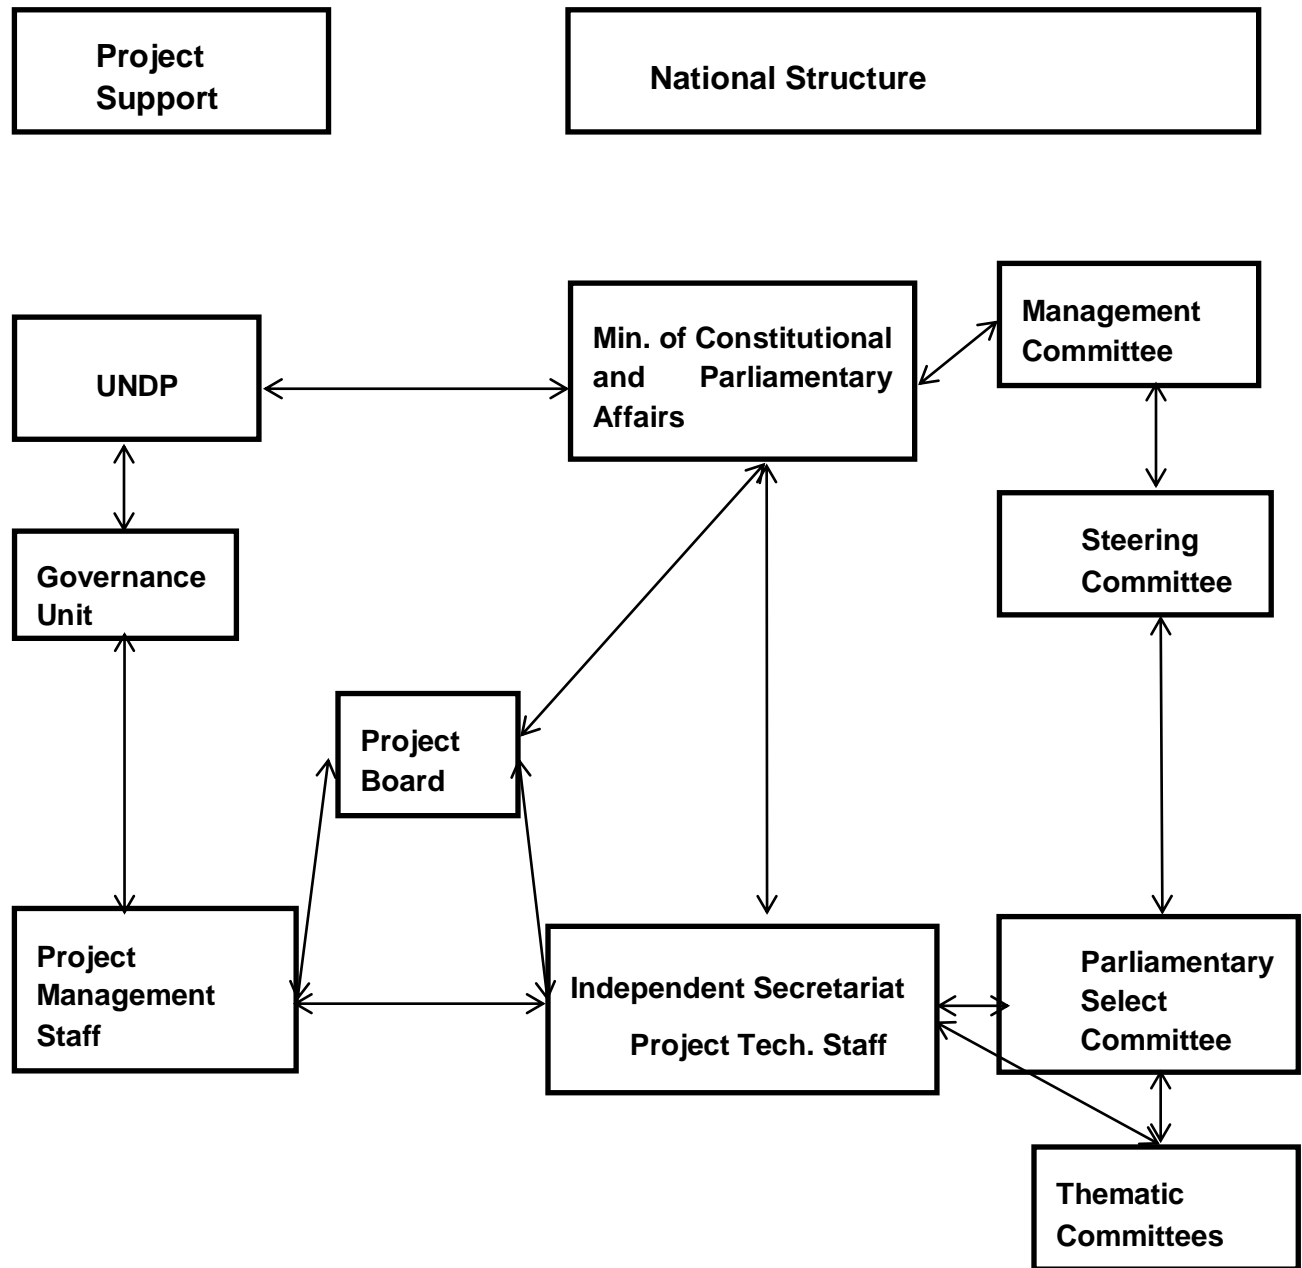 Project
Support
National Structure
Management
Committee
Min. of Constitutional
and Parliamentary
Affairs
UNDP
Steering
Committee
Governance
Unit
Project
Board
Project
Management
Staff
Independent Secretariat
Project Tech. Staff
Parliamentary
Select
Committee
Thematic
Committees